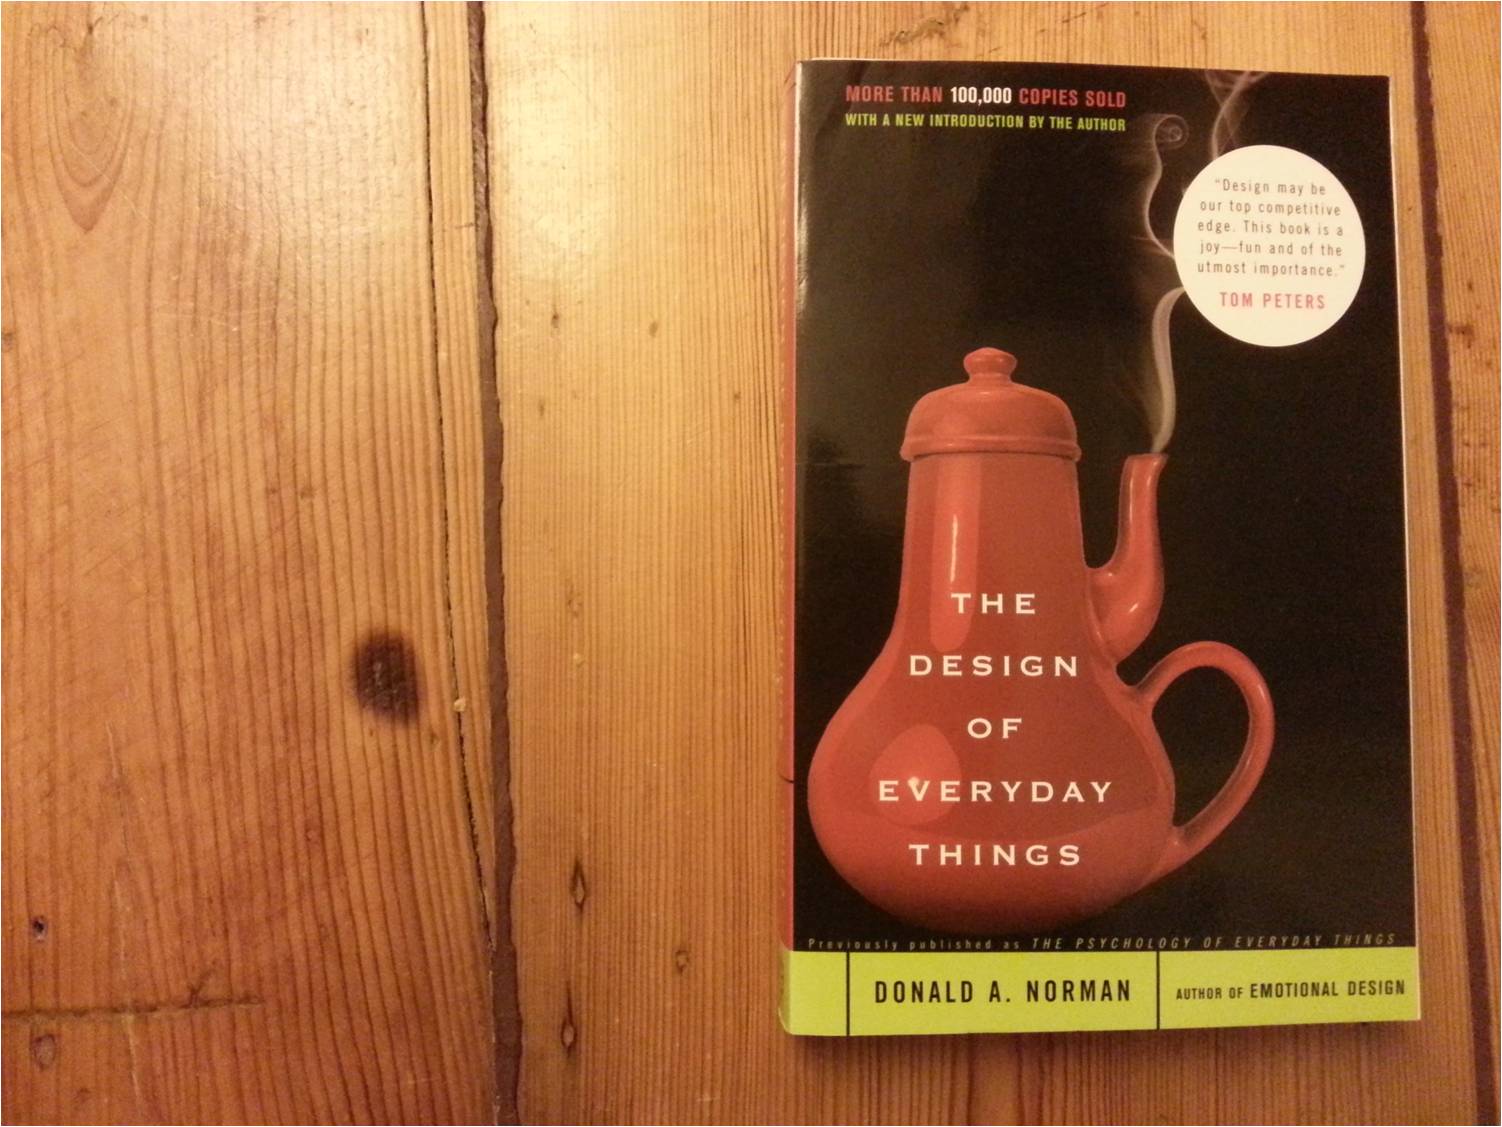 MORE THAN 100,000 COPIES SOLD
WITH A NEW INTRODUCTION BY THE AUTHOR
"Design may be
our top competitive
edge. This book is a
joy—fun and of the
utmost importance."
TOM PETERS
THE
DESIGN
OF
EVERYDAY
THINGS
Previously published as THE PSYCHOLOGY OF EVERYDAY THINGS
DONALD A. NORMAN
AUTHOR OF EMOTIONAL DESIGN